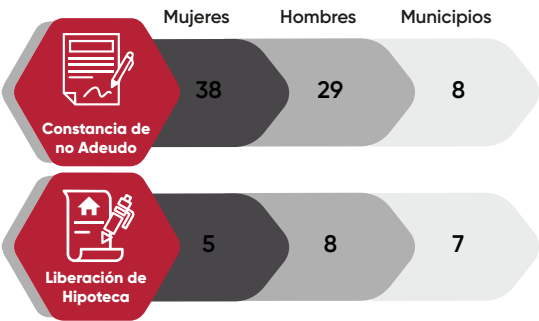 Mujeres Hombres Municipios
38 29 8
Constancia de
no Adeudo
5 8 7
Liberación de
Hipoteca